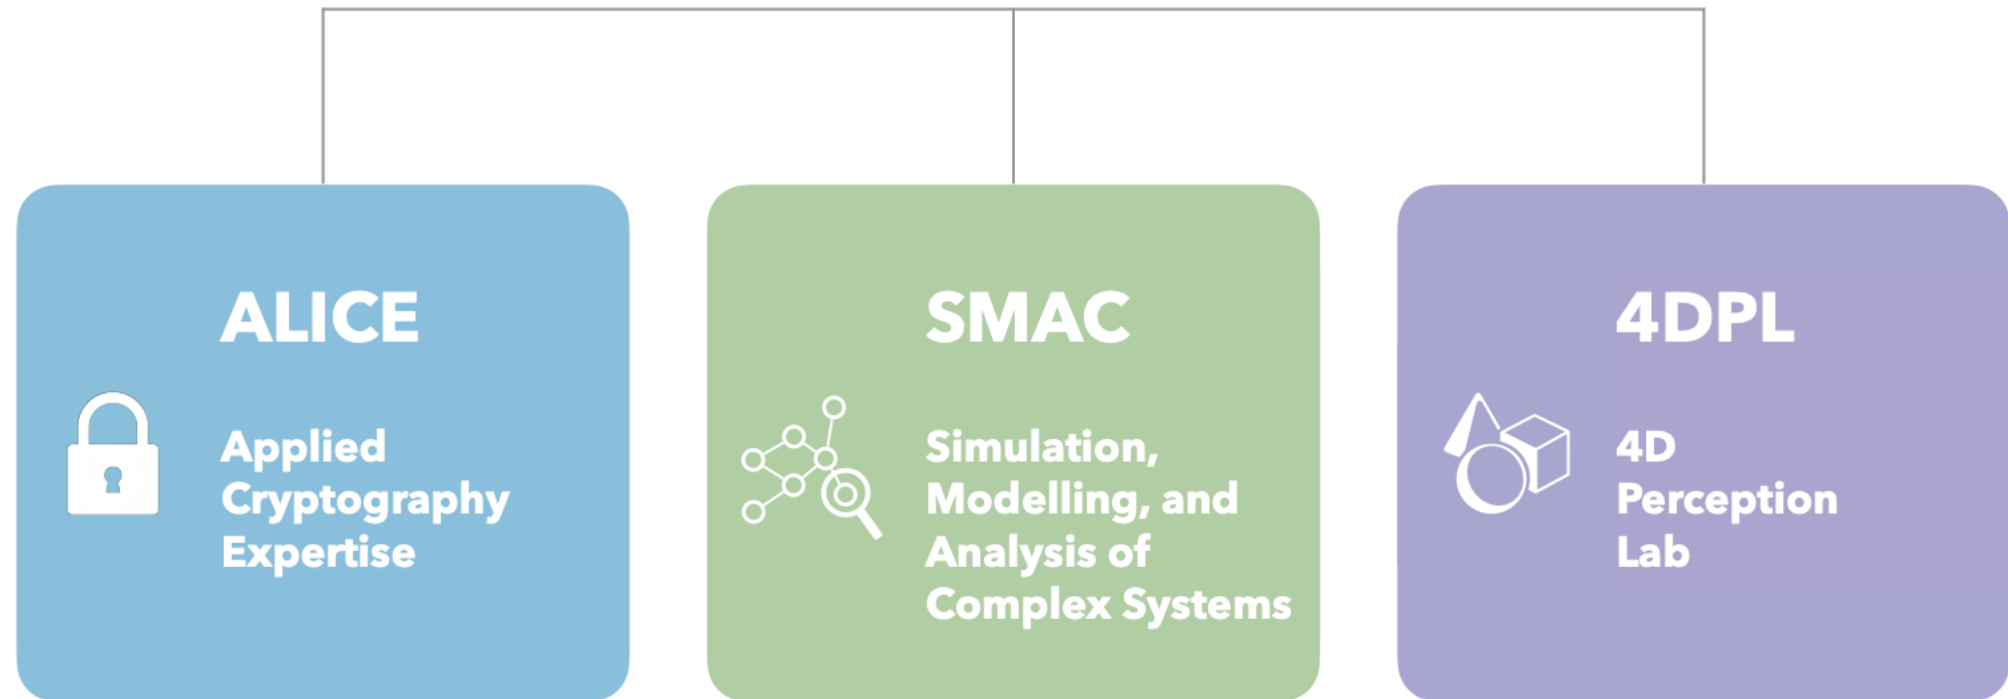 ALICE
Applied
Cryptography
Expertise
SMAC
Simulation,
Modelling, and
Analysis of
Complex Systems
4DPL
4D
Perception
Lab